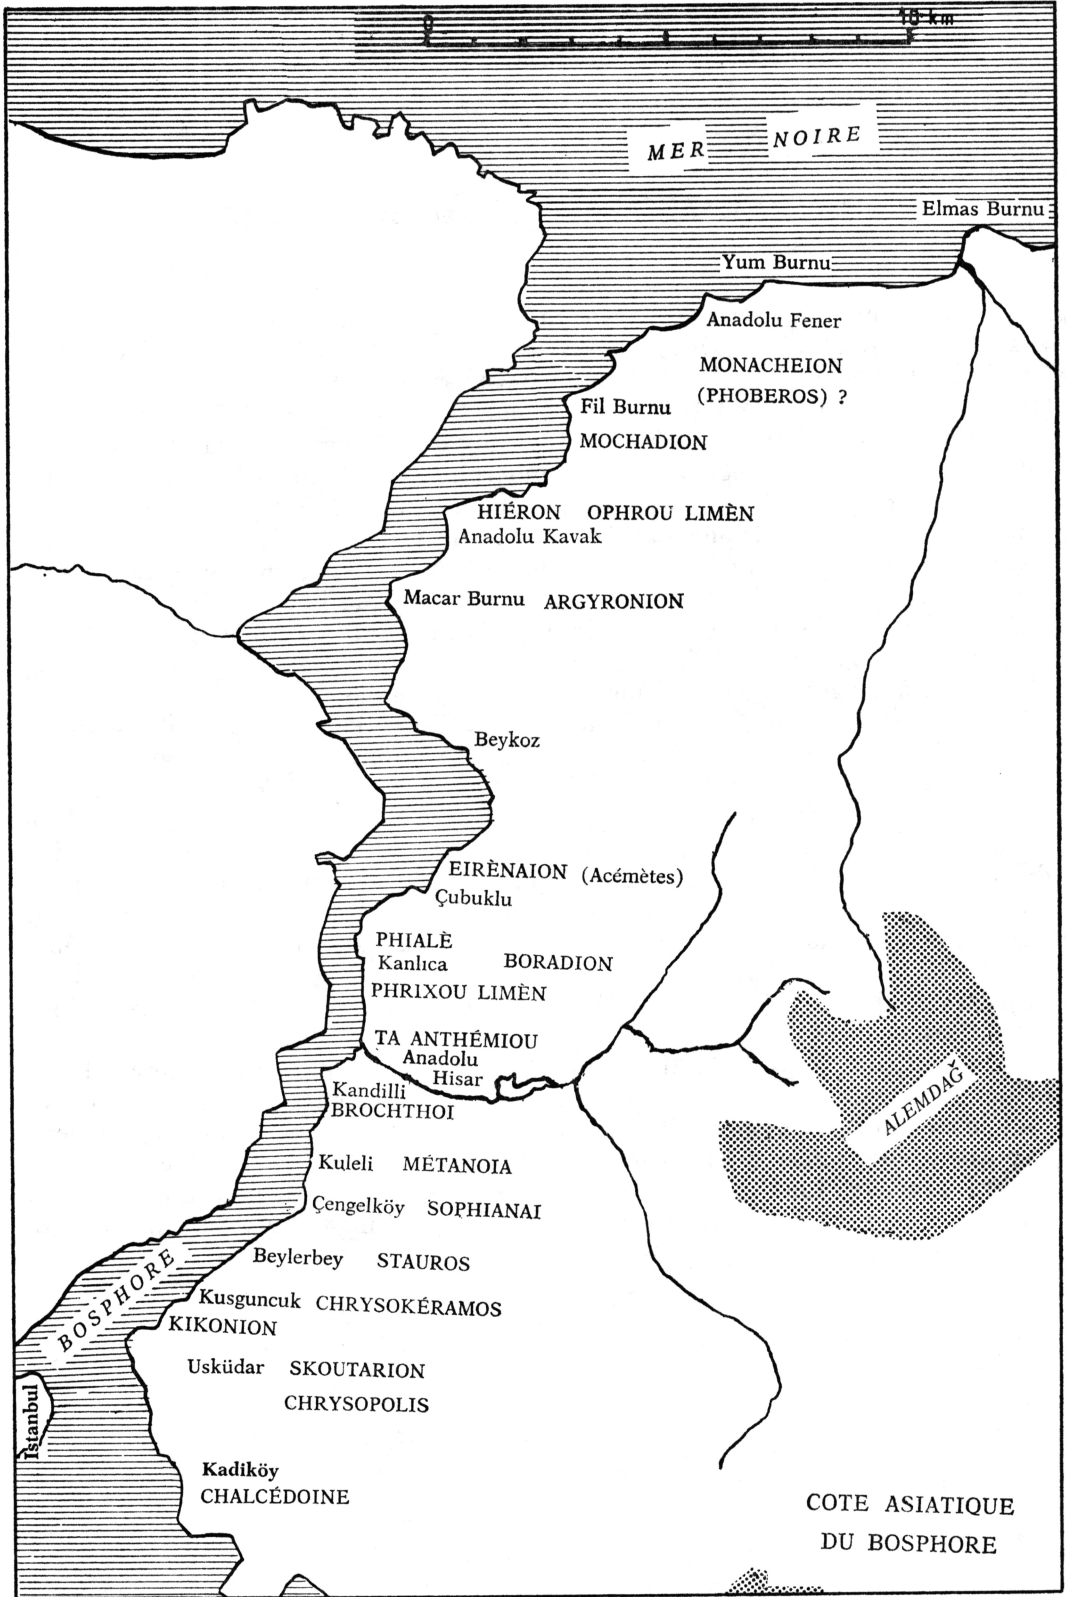 0 10 km
MER NOIRE
Elmas Burnu
Yum Burnu
Anadolu Fener
MONACHEION
(PHOBEROS) ?
Fil Burnu
MOCHADION
HIÉRON OPHROU LIMÈN
Anadolu Kavak
Macar Burnu ARGYRONION
Beykoz
EIRÈNAION (Acémètes)
Çubuklu
PHIALÈ
Kanlıca BORADION
PHRIXOU LIMÈN
TA ANTHÉMIOU
Anadolu
Hisar
Kandilli
BROCHTHOI
ALEMDAĞ
Kuleli MÉTANOIA
Çengelköy SOPHIANAI
Beylerbey STAUROS
BOSPHORE
Kusguncuk CHRYSOKÉRAMOS
KIKONION
Usküdar SKOUTARION
CHRYSOPOLIS
Istanbul
Kadiköy
CHALCÉDOINE
COTE ASIATIQUE
DU BOSPHORE